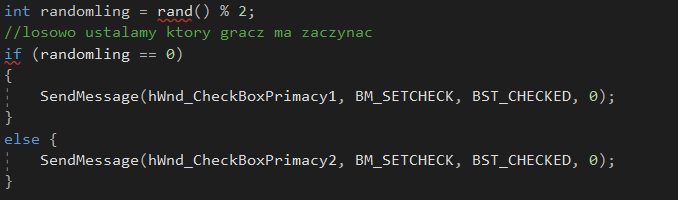 int randomling = rand() % 2;
//losowo ustalamy ktory gracz ma zaczynac
if (randomling == 0)
{
SendMessage(hWnd_CheckBoxPrimacy1, BM_SETCHECK, BST_CHECKED, 0);
}
else {
SendMessage(hWnd_CheckBoxPrimacy2, BM_SETCHECK, BST_CHECKED, 0);
}